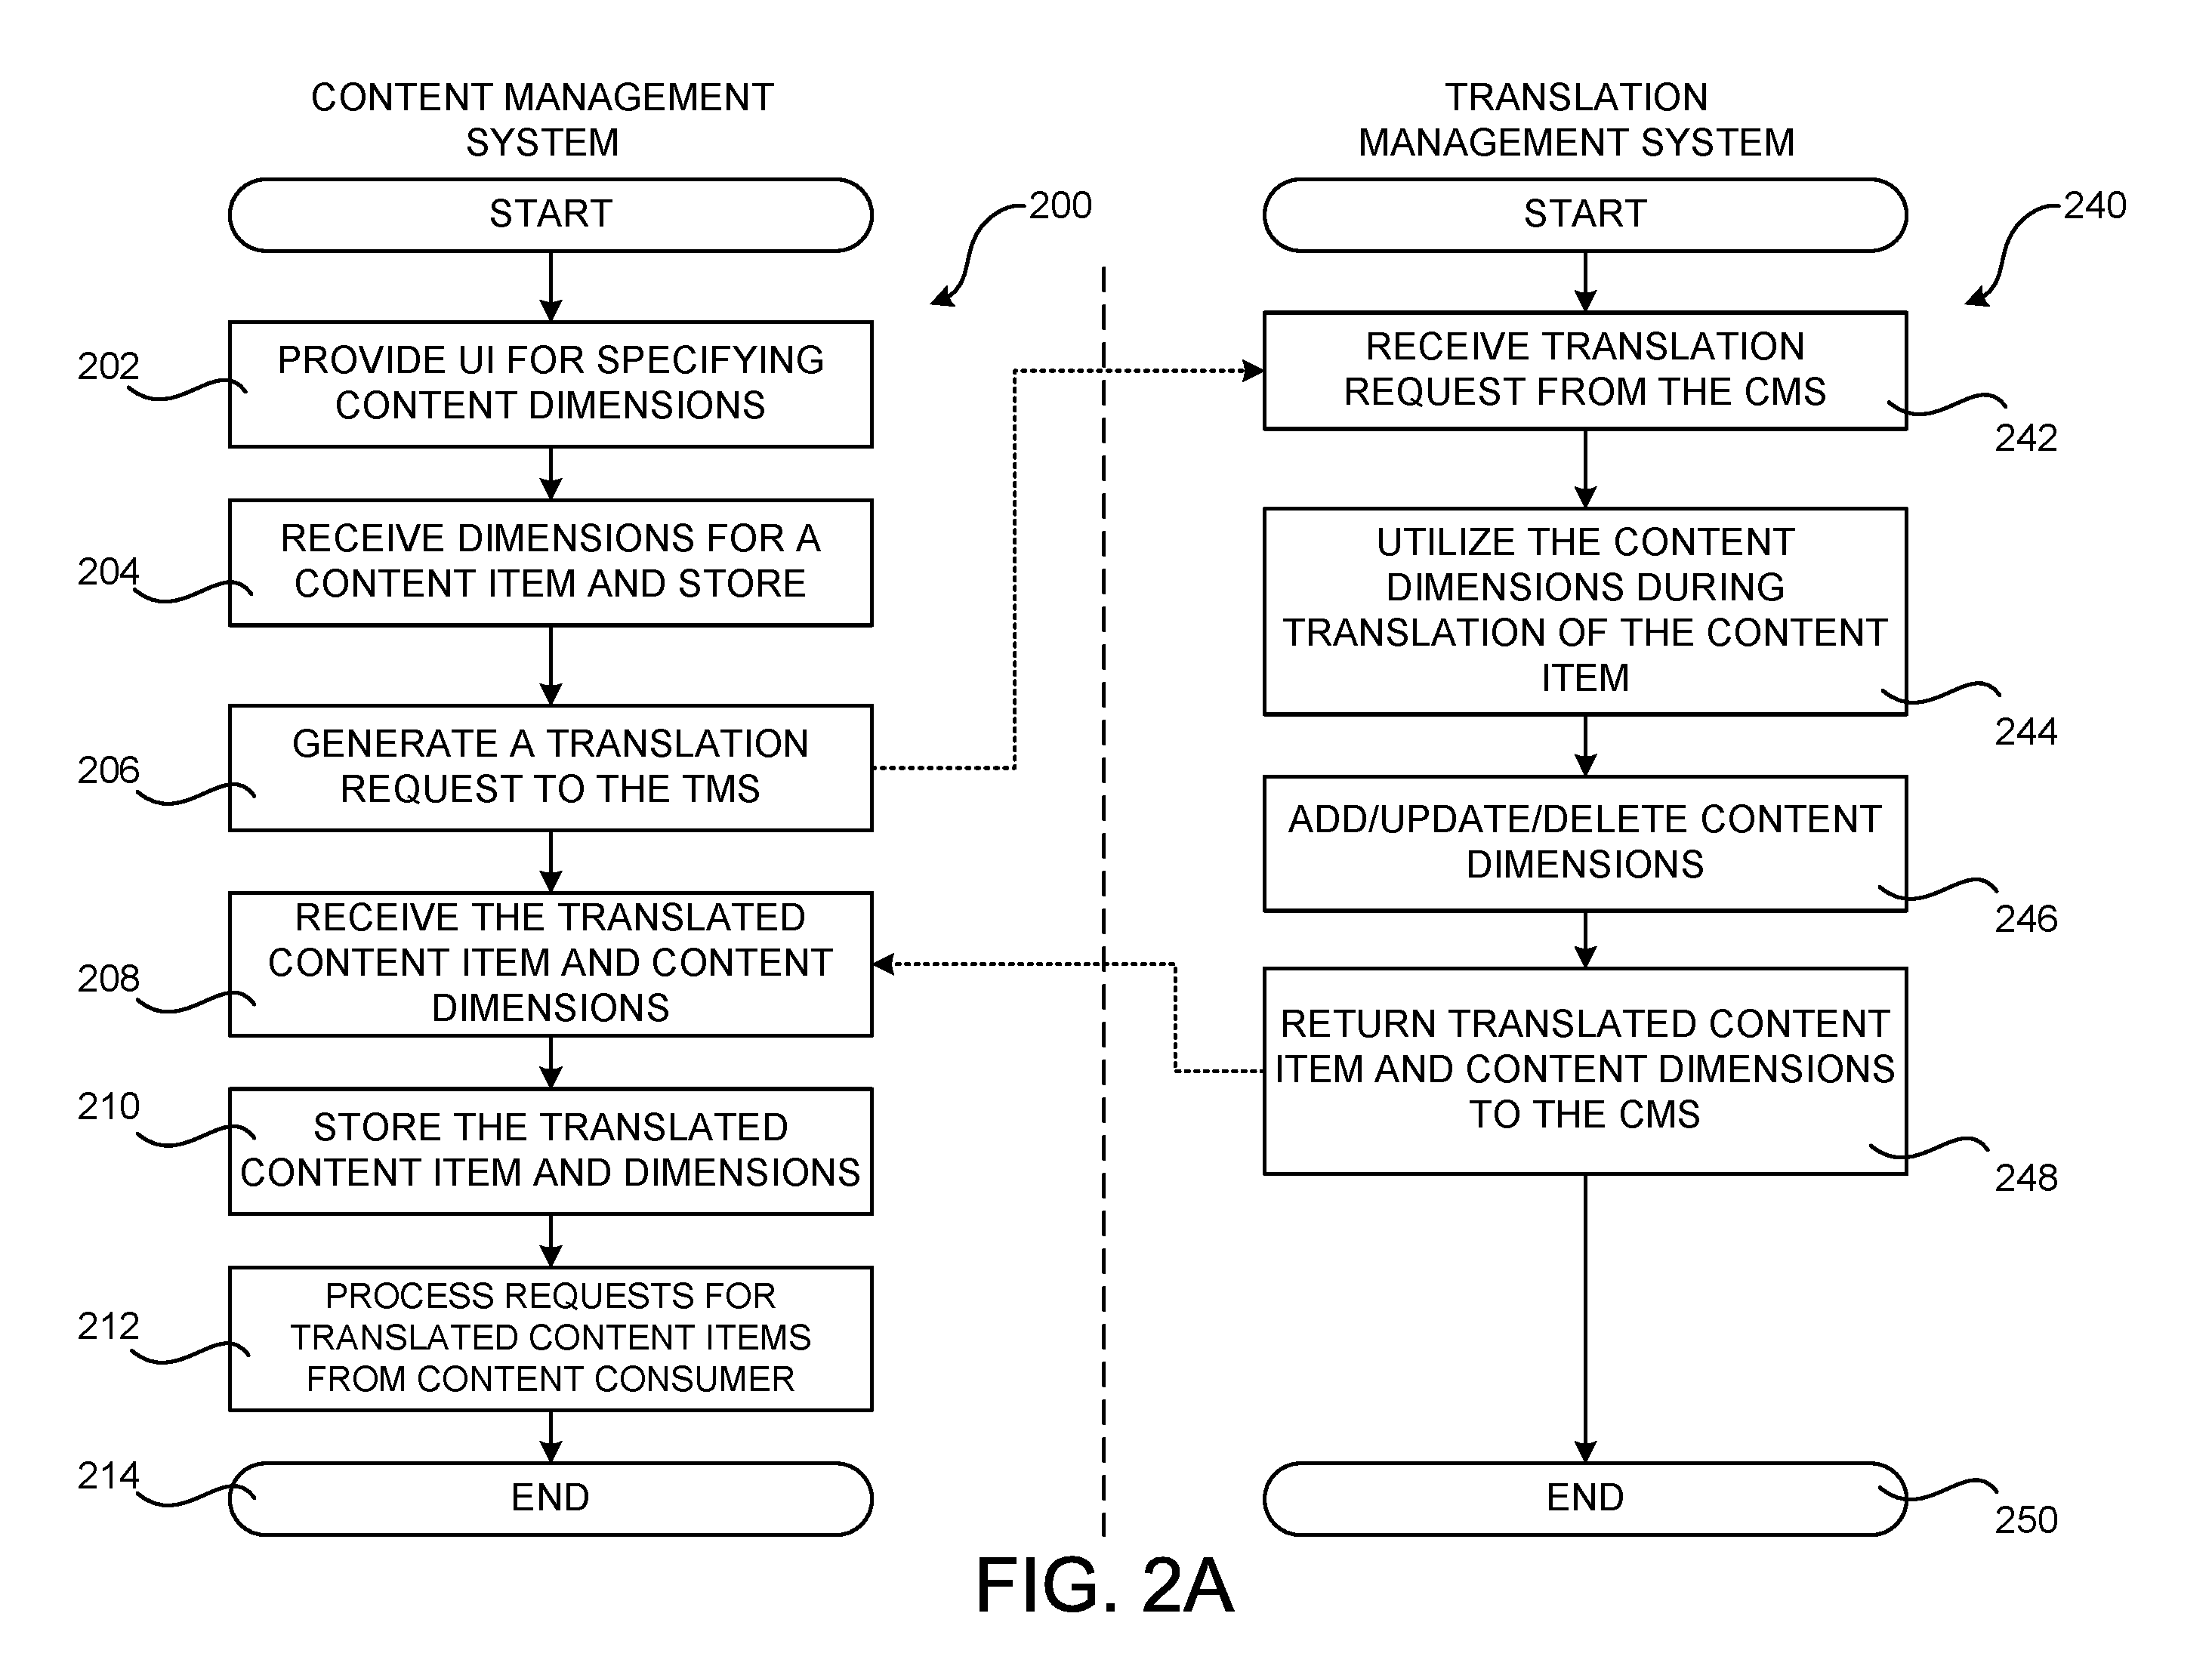 CONTENT MANAGEMENT
SYSTEM
START
200
202
PROVIDE UI FOR SPECIFYING
CONTENT DIMENSIONS
204
RECEIVE DIMENSIONS FOR A
CONTENT ITEM AND STORE
206
GENERATE A TRANSLATION
REQUEST TO THE TMS
208
RECEIVE THE TRANSLATED
CONTENT ITEM AND CONTENT
DIMENSIONS
210
STORE THE TRANSLATED
CONTENT ITEM AND DIMENSIONS
212
PROCESS REQUESTS FOR
TRANSLATED CONTENT ITEMS
FROM CONTENT CONSUMER
214
END
TRANSLATION
MANAGEMENT SYSTEM
START
240
RECEIVE TRANSLATION
REQUEST FROM THE CMS
242
UTILIZE THE CONTENT
DIMENSIONS DURING
TRANSLATION OF THE CONTENT
ITEM
244
ADD/UPDATE/DELETE CONTENT
DIMENSIONS
246
RETURN TRANSLATED CONTENT
ITEM AND CONTENT DIMENSIONS
TO THE CMS
248
END
250
FIG. 2A